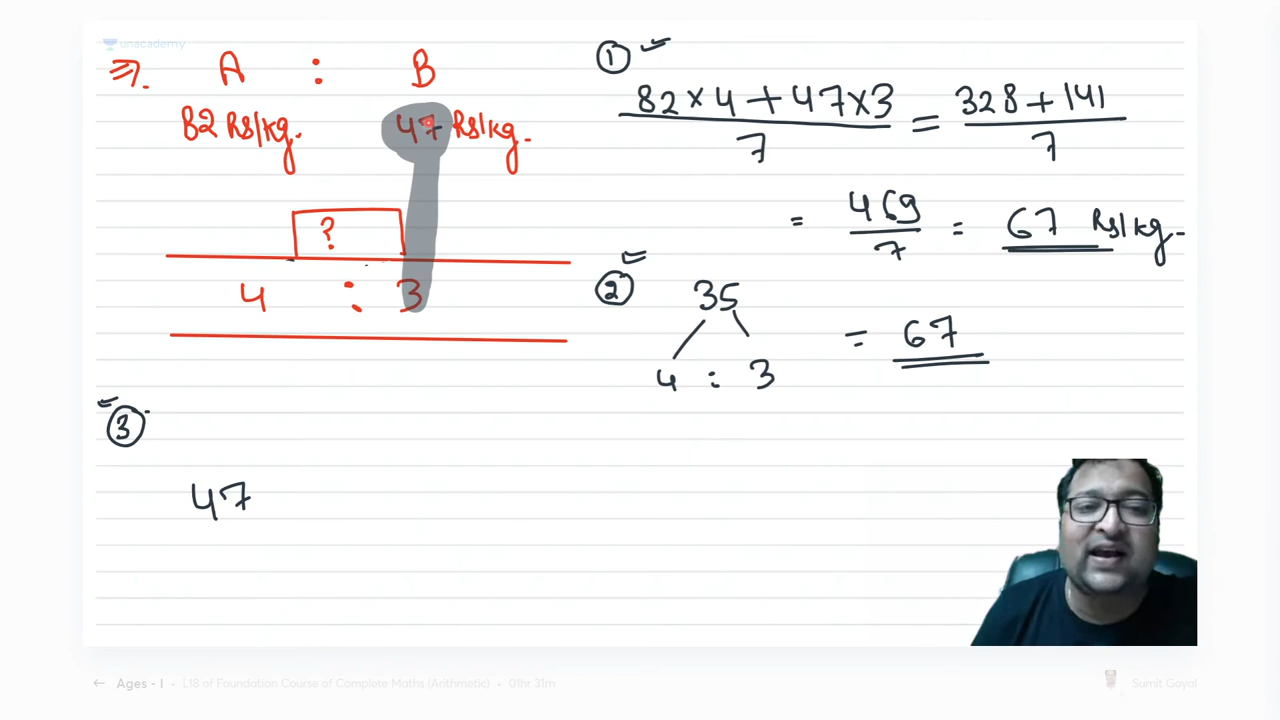 unacademy
⇒. A : B
82 Rs/kg. 47 Rs/kg.
?
4 : 3
①
82 × 4 + 47 × 3 / 7 = 328 + 141 / 7
= 469 / 7 = 67 Rs/kg.
②
35
4 : 3
= 67
③
47
← Ages - I • L18 of Foundation Course of Complete Maths (Arithmetic) • 01hr 31m
Sumit Goyal